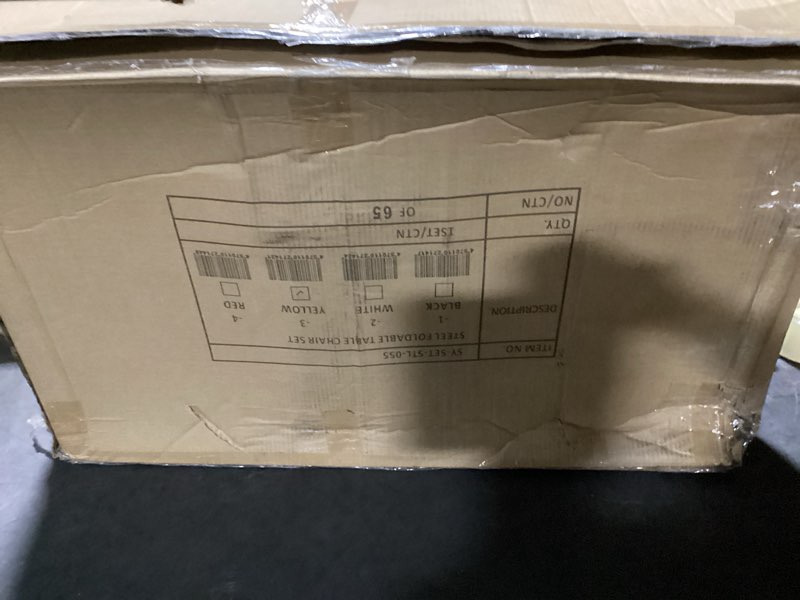 ITEM NO. SY-SET-STL-055
DESCRIPTION STEEL FOLDABLE TABLE CHAIR SET
-1 -2 -3 -4
BLACK WHITE YELLOW RED
QTY. 1SET/CTN
NO/CTN OF 65